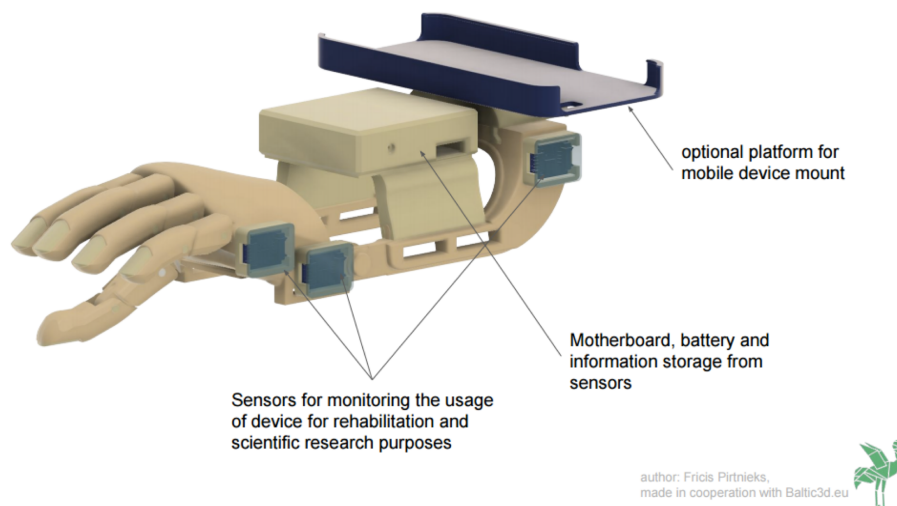 optional platform for
mobile device mount
Motherboard, battery and
information storage from
sensors
Sensors for monitoring the usage
of device for rehabilitation and
scientific research purposes
author: Fricis Pirtnieks,
made in cooperation with Baltic3d.eu